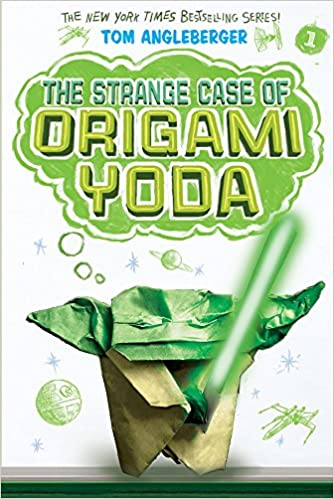 THE NEW YORK TIMES BESTSELLING SERIES!
TOM ANGLEBERGER
1
THE STRANGE CASE OF
ORIGAMI
YODA